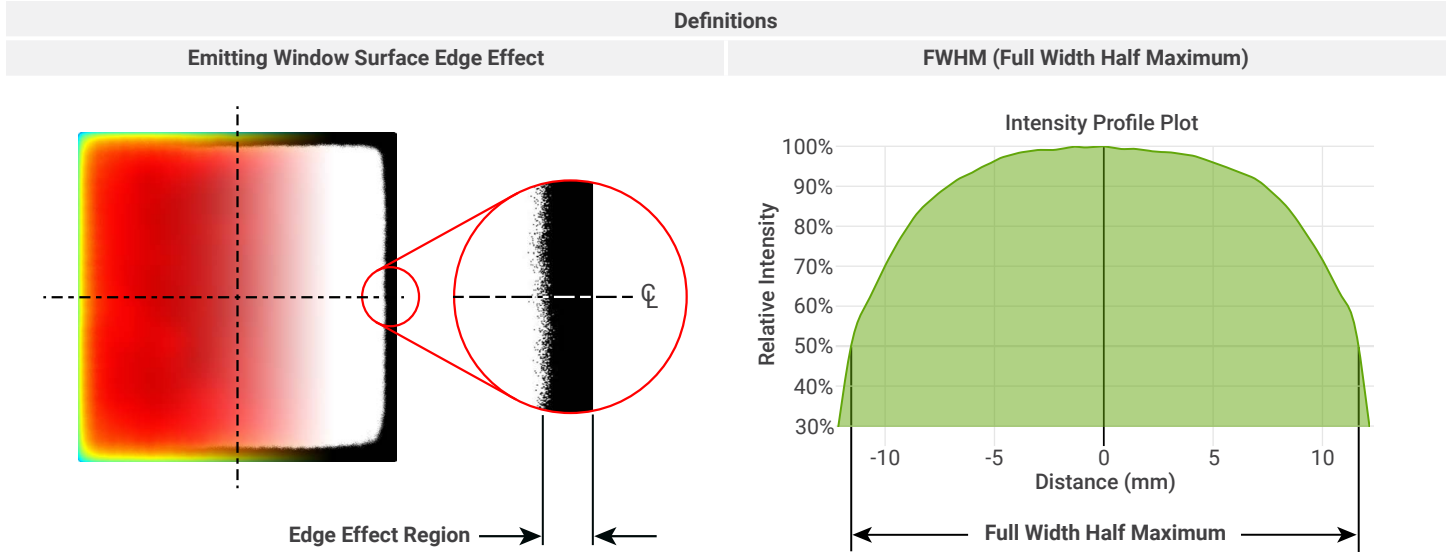 Definitions
Emitting Window Surface Edge Effect
FWHM (Full Width Half Maximum)
℄
Edge Effect Region
Intensity Profile Plot
Relative Intensity
100%
90%
80%
70%
60%
50%
40%
30%
-10 -5 0 5 10
Distance (mm)
Full Width Half Maximum